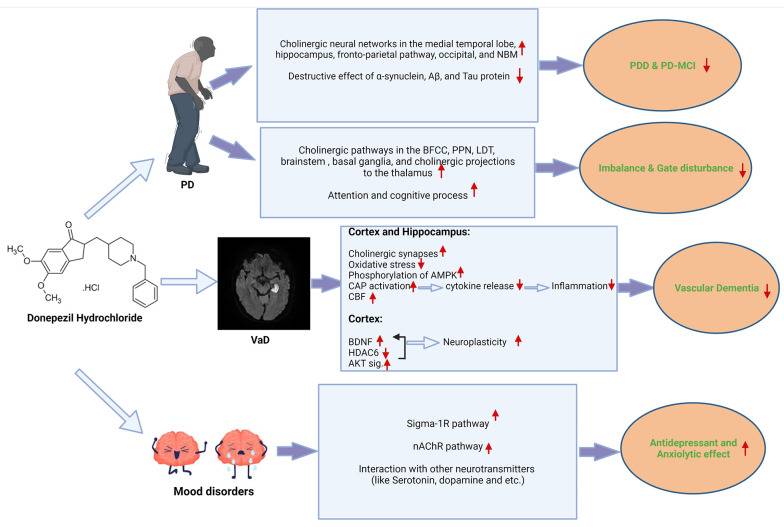 Cholinergic neural networks in the medial temporal lobe,
hippocampus, fronto-parietal pathway, occipital, and NBM
Destructive effect of α-synuclein, Aβ, and Tau protein
PDD & PD-MCI
PD
Cholinergic pathways in the BFCC, PPN, LDT,
brainstem , basal ganglia, and cholinergic projections
to the thalamus
Attention and cognitive process
Imbalance & Gate disturbance
O
H₃C
O
N
O
CH₃
.HCl
Donepezil Hydrochloride
VaD
Cortex and Hippocampus:
Cholinergic synapses
Oxidative stress
Phosphorylation of AMPK
CAP activation cytokine release Inflammation
CBF
Cortex:
BDNF
HDAC6
AKT sig.
Neuroplasticity
Vascular Dementia
Mood disorders
Sigma-1R pathway
nAChR pathway
Interaction with other neurotransmitters
(like Serotonin, dopamine and etc.)
Antidepressant and
Anxiolytic effect